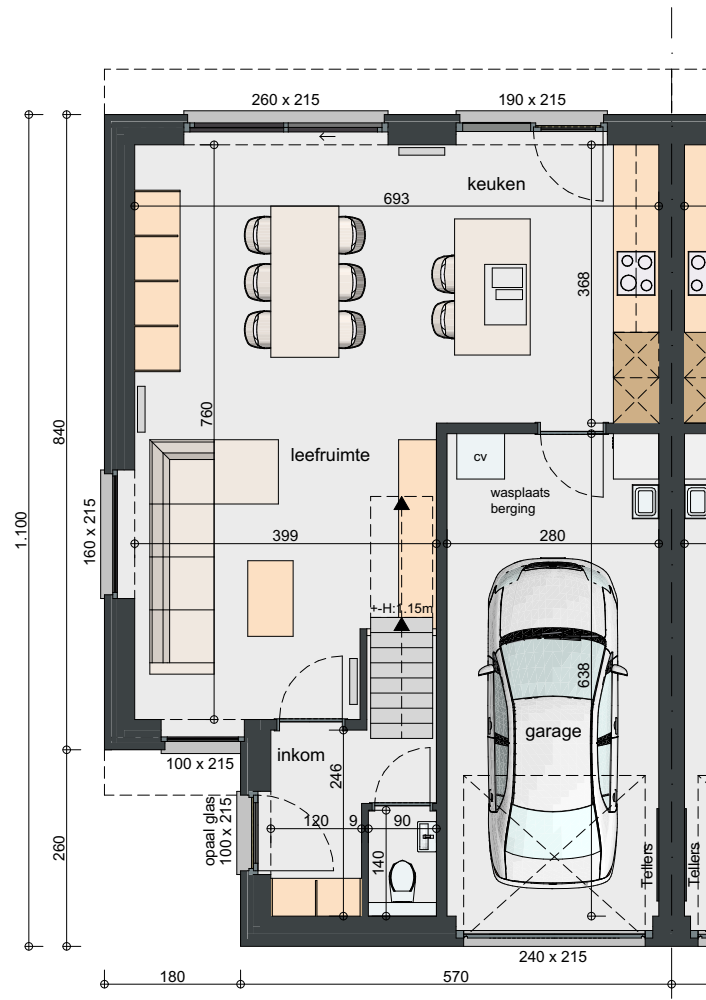 260 x 215
190 x 215
keuken
693
368
840
760
1.100
leefruimte
cv
wasplaats
berging
160 x 215
399
280
+-H:1.15m
638
garage
inkom
100 x 215
246
opaal glas
100 x 215
120
9
90
140
260
Tellers
Tellers
240 x 215
180
570